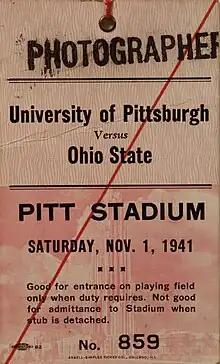 PHOTOGRAPHER
University of Pittsburgh
Versus
Ohio State
PITT STADIUM
SATURDAY, NOV. 1, 1941
Good for entrance on playing field
only when duty requires. Not good
for admittance to Stadium when
stub is detached.
No. 859